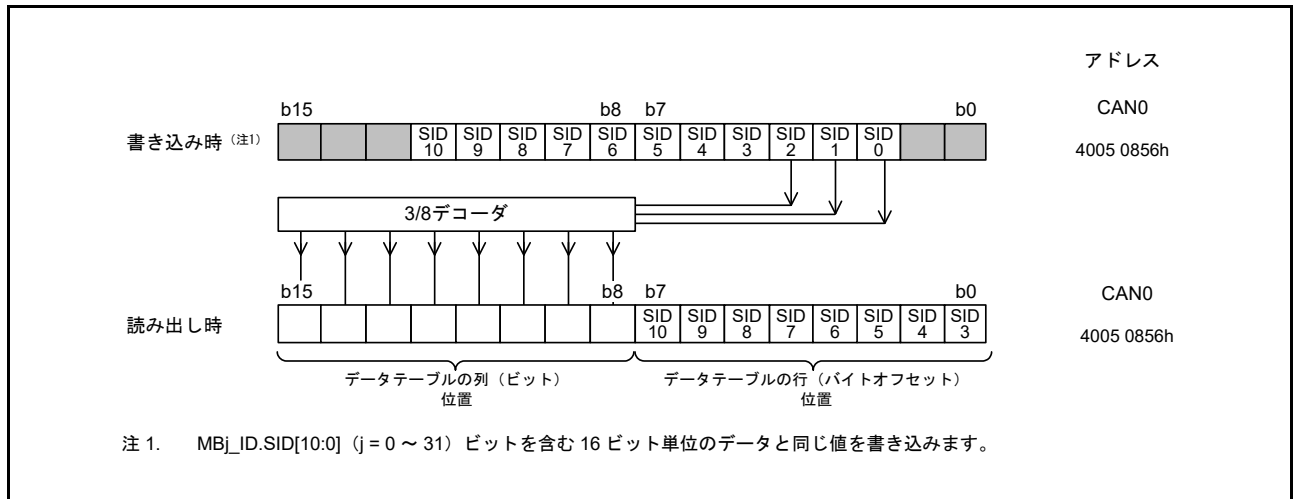 アドレス
b15 b8 b7 b0 CAN0
書き込み時（注1） SID 10 SID 9 SID 8 SID 7 SID 6 SID 5 SID 4 SID 3 SID 2 SID 1 SID 0 4005 0856h
3/8デコーダ
b15 b8 b7 b0 CAN0
読み出し時 SID 10 SID 9 SID 8 SID 7 SID 6 SID 5 SID 4 SID 3 4005 0856h
データテーブルの列（ビット） データテーブルの行（バイトオフセット）
位置 位置
注 1. MBj_ID.SID[10:0]（j = 0 ～ 31）ビットを含む 16 ビット単位のデータと同じ値を書き込みます。